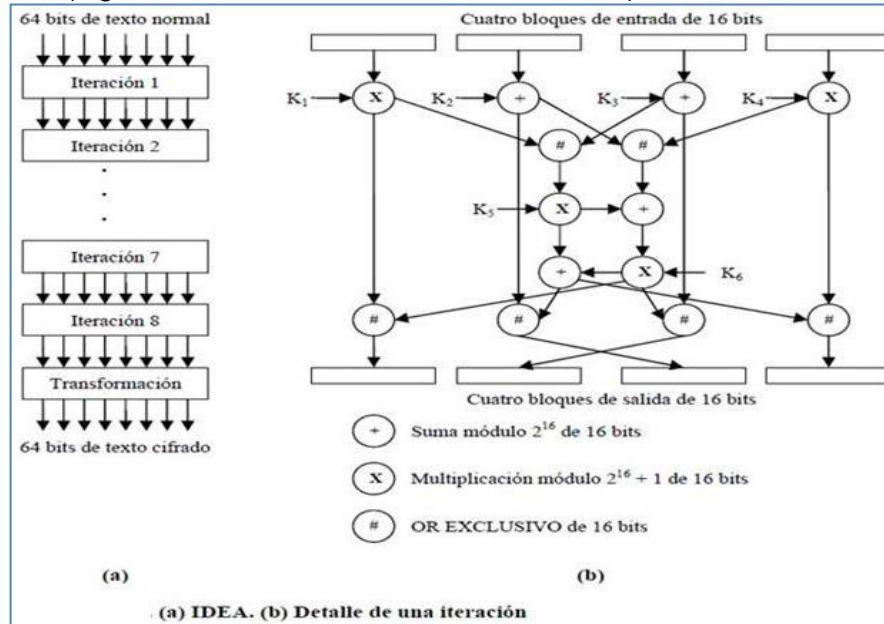 64 bits de texto normal
Iteración 1
Iteración 2
Iteración 7
Iteración 8
Transformación
64 bits de texto cifrado
(a)
Cuatro bloques de entrada de 16 bits
K1 X K2 + K3 + K4 X
# #
K5 X +
+ X K6
# # # #
Cuatro bloques de salida de 16 bits
+ Suma módulo 2^16 de 16 bits
X Multiplicación módulo 2^16 + 1 de 16 bits
# OR EXCLUSIVO de 16 bits
(b)
. (a) IDEA. (b) Detalle de una iteración